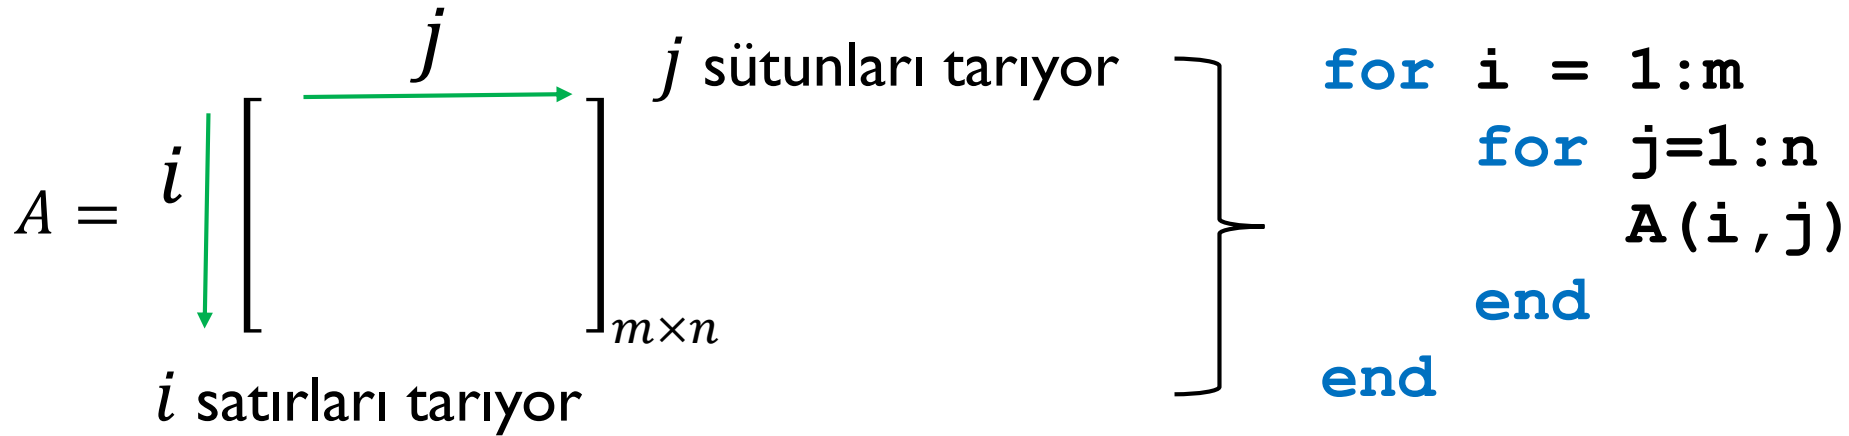 j
j sütunları tarıyor
A = i
m×n
i satırları tarıyor
for i = 1:m
for j=1:n
A(i,j)
end
end